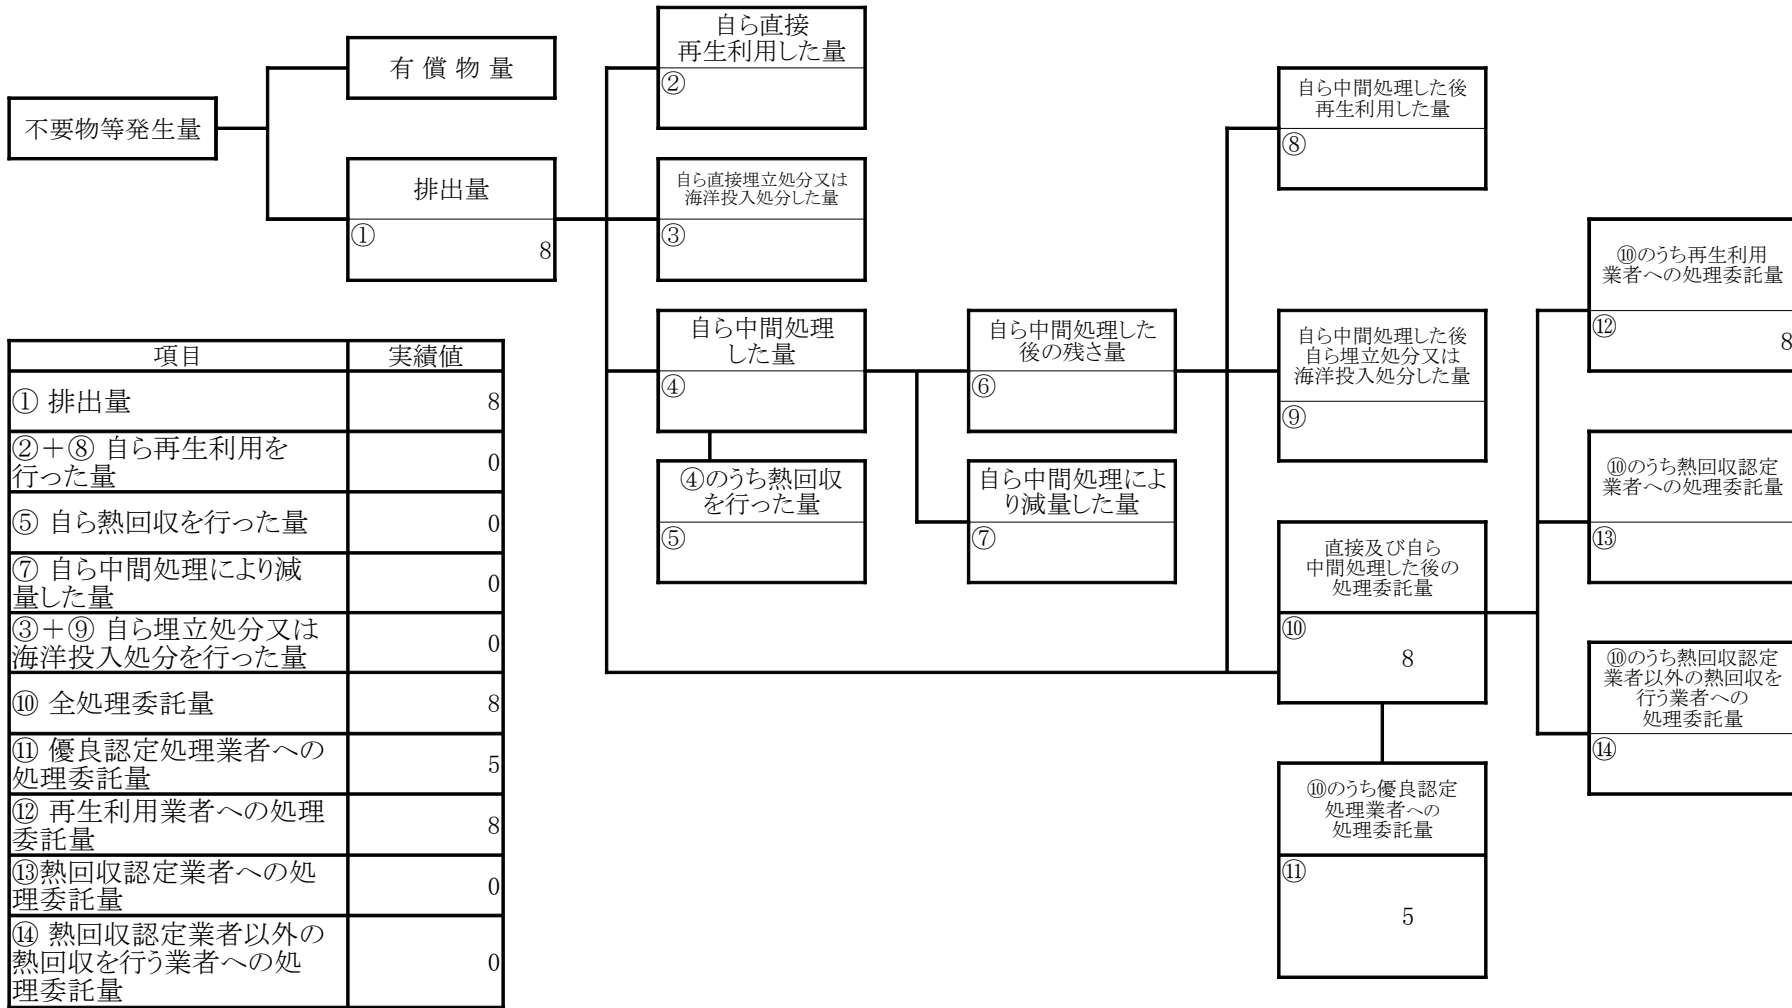 不要物等発生量
有 償 物 量
排出量
①
8
自ら直接
再生利用した量
②
自ら直接埋立処分又は
海洋投入処分した量
③
自ら中間処理
した量
④
④のうち熱回収
を行った量
⑤
自ら中間処理した
後の残さ量
⑥
自ら中間処理によ
り減量した量
⑦
自ら中間処理した後
再生利用した量
⑧
自ら中間処理した後
自ら埋立処分又は
海洋投入処分した量
⑨
直接及び自ら
中間処理した後の
処理委託量
⑩
8
⑩のうち優良認定
処理業者への
処理委託量
⑪
5
⑩のうち再生利用
業者への処理委託量
⑫
8
⑩のうち熱回収認定
業者への処理委託量
⑬
⑩のうち熱回収認定
業者以外の熱回収を
行う業者への
処理委託量
⑭
項目 実績値
① 排出量 8
②＋⑧ 自ら再生利用を
行った量 0
⑤ 自ら熱回収を行った量 0
⑦ 自ら中間処理により減
量した量 0
③＋⑨ 自ら埋立処分又は
海洋投入処分を行った量 0
⑩ 全処理委託量 8
⑪ 優良認定処理業者への
処理委託量 5
⑫ 再生利用業者への処理
委託量 8
⑬熱回収認定業者への処
理委託量 0
⑭ 熱回収認定業者以外の
熱回収を行う業者への処
理委託量 0